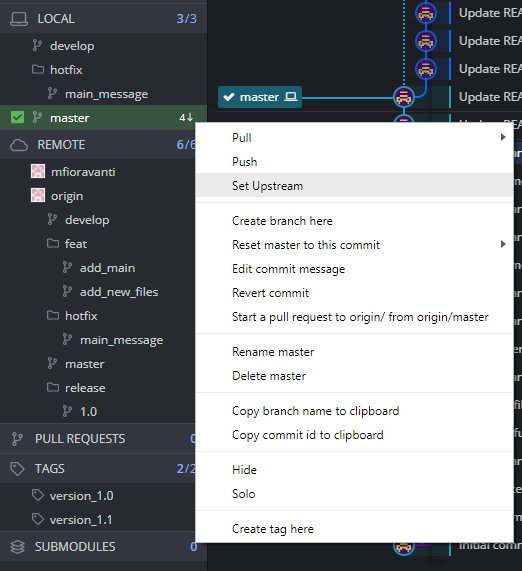 LOCAL 3/3
develop
hotfix
main_message
master 4↓
REMOTE 6/6
mfioravanti
origin
develop
feat
add_main
add_new_files
hotfix
main_message
master
release
1.0
PULL REQUESTS 0
TAGS 2/2
version_1.0
version_1.1
SUBMODULES 0
master
Update REA
Update REA
Update REA
Update REA
Pull
Push
Set Upstream
Create branch here
Reset master to this commit
Edit commit message
Revert commit
Start a pull request to origin/ from origin/master
Rename master
Delete master
Copy branch name to clipboard
Copy commit id to clipboard
Hide
Solo
Create tag here
Initial comm